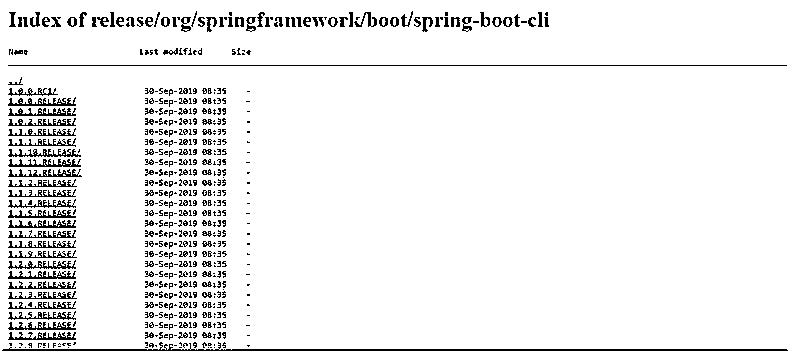 Index of release/org/springframework/boot/spring-boot-cli
Name Last modified Size
../
1.0.0.RC1/ 30-Sep-2019 08:35 -
1.0.0.RELEASE/ 30-Sep-2019 08:35 -
1.0.1.RELEASE/ 30-Sep-2019 08:35 -
1.0.2.RELEASE/ 30-Sep-2019 08:35 -
1.1.0.RELEASE/ 30-Sep-2019 08:35 -
1.1.1.RELEASE/ 30-Sep-2019 08:35 -
1.1.10.RELEASE/ 30-Sep-2019 08:35 -
1.1.11.RELEASE/ 30-Sep-2019 08:35 -
1.1.12.RELEASE/ 30-Sep-2019 08:35 -
1.1.2.RELEASE/ 30-Sep-2019 08:35 -
1.1.3.RELEASE/ 30-Sep-2019 08:35 -
1.1.4.RELEASE/ 30-Sep-2019 08:35 -
1.1.5.RELEASE/ 30-Sep-2019 08:35 -
1.1.6.RELEASE/ 30-Sep-2019 08:35 -
1.1.7.RELEASE/ 30-Sep-2019 08:35 -
1.1.8.RELEASE/ 30-Sep-2019 08:35 -
1.1.9.RELEASE/ 30-Sep-2019 08:35 -
1.2.0.RELEASE/ 30-Sep-2019 08:35 -
1.2.1.RELEASE/ 30-Sep-2019 08:35 -
1.2.2.RELEASE/ 30-Sep-2019 08:35 -
1.2.3.RELEASE/ 30-Sep-2019 08:35 -
1.2.4.RELEASE/ 30-Sep-2019 08:35 -
1.2.5.RELEASE/ 30-Sep-2019 08:35 -
1.2.6.RELEASE/ 30-Sep-2019 08:35 -
1.2.7.RELEASE/ 30-Sep-2019 08:35 -
1.2.8.RELEASE/ 30-Sep-2019 08:35 -